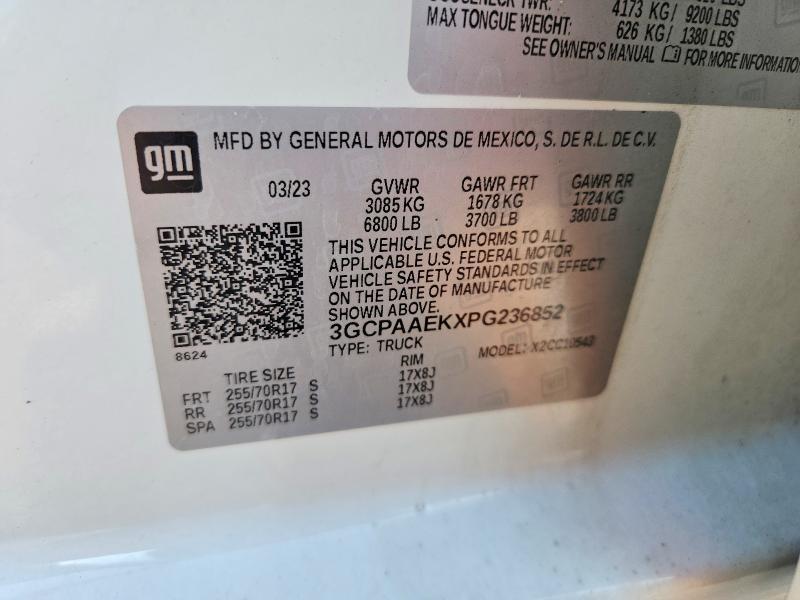 4173 KG/ 9200 LBS
MAX TONGUE WEIGHT: 626 KG/ 1380 LBS
SEE OWNER'S MANUAL FOR MORE INFORMATION
gm
MFD BY GENERAL MOTORS DE MEXICO, S. DE R.L. DE C.V.
03/23 GVWR GAWR FRT GAWR RR
3085 KG 1678 KG 1724 KG
6800 LB 3700 LB 3800 LB
THIS VEHICLE CONFORMS TO ALL
APPLICABLE U.S. FEDERAL MOTOR
VEHICLE SAFETY STANDARDS IN EFFECT
ON THE DATE OF MANUFACTURE
SHOWN ABOVE.
3GCPAAEKXPG236852
8624
TYPE: TRUCK MODEL: X2CC10543
TIRE SIZE RIM
FRT 255/70R17 S 17X8J
RR 255/70R17 S 17X8J
SPA 255/70R17 S 17X8J